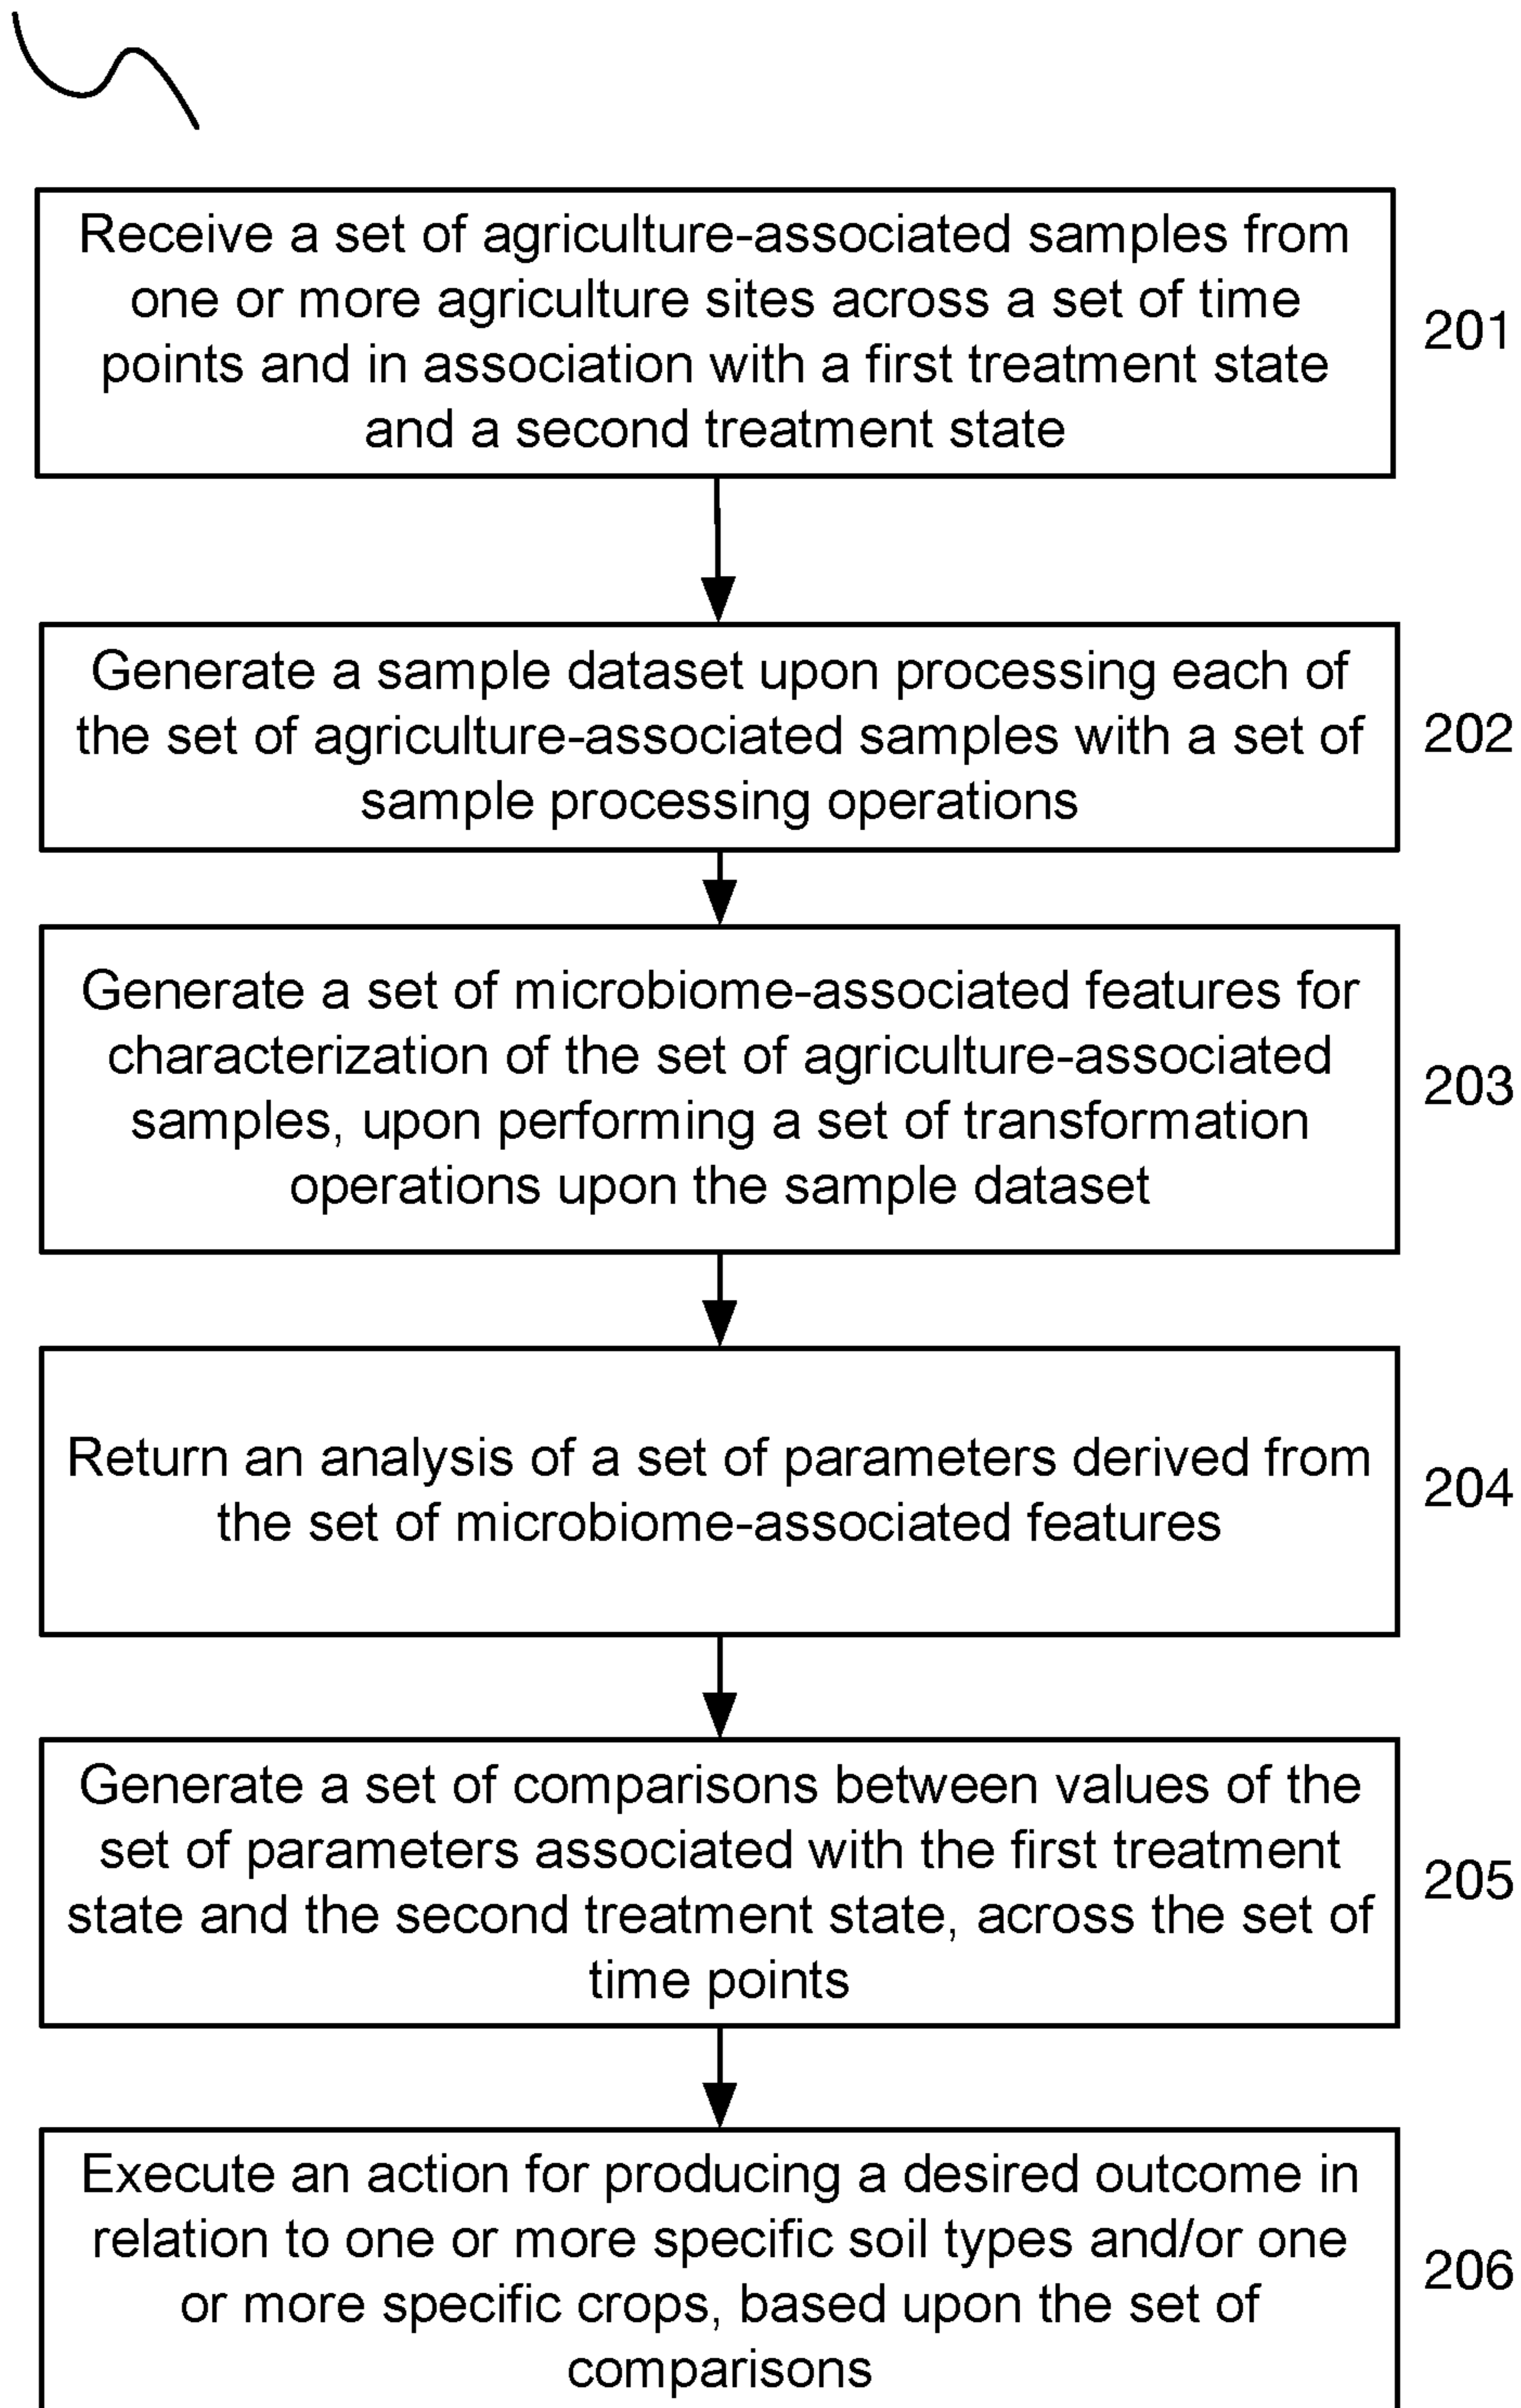 Receive a set of agriculture-associated samples from
one or more agriculture sites across a set of time
points and in association with a first treatment state
and a second treatment state
201
Generate a sample dataset upon processing each of
the set of agriculture-associated samples with a set of
sample processing operations
202
Generate a set of microbiome-associated features for
characterization of the set of agriculture-associated
samples, upon performing a set of transformation
operations upon the sample dataset
203
Return an analysis of a set of parameters derived from
the set of microbiome-associated features
204
Generate a set of comparisons between values of the
set of parameters associated with the first treatment
state and the second treatment state, across the set of
time points
205
Execute an action for producing a desired outcome in
relation to one or more specific soil types and/or one
or more specific crops, based upon the set of
comparisons
206